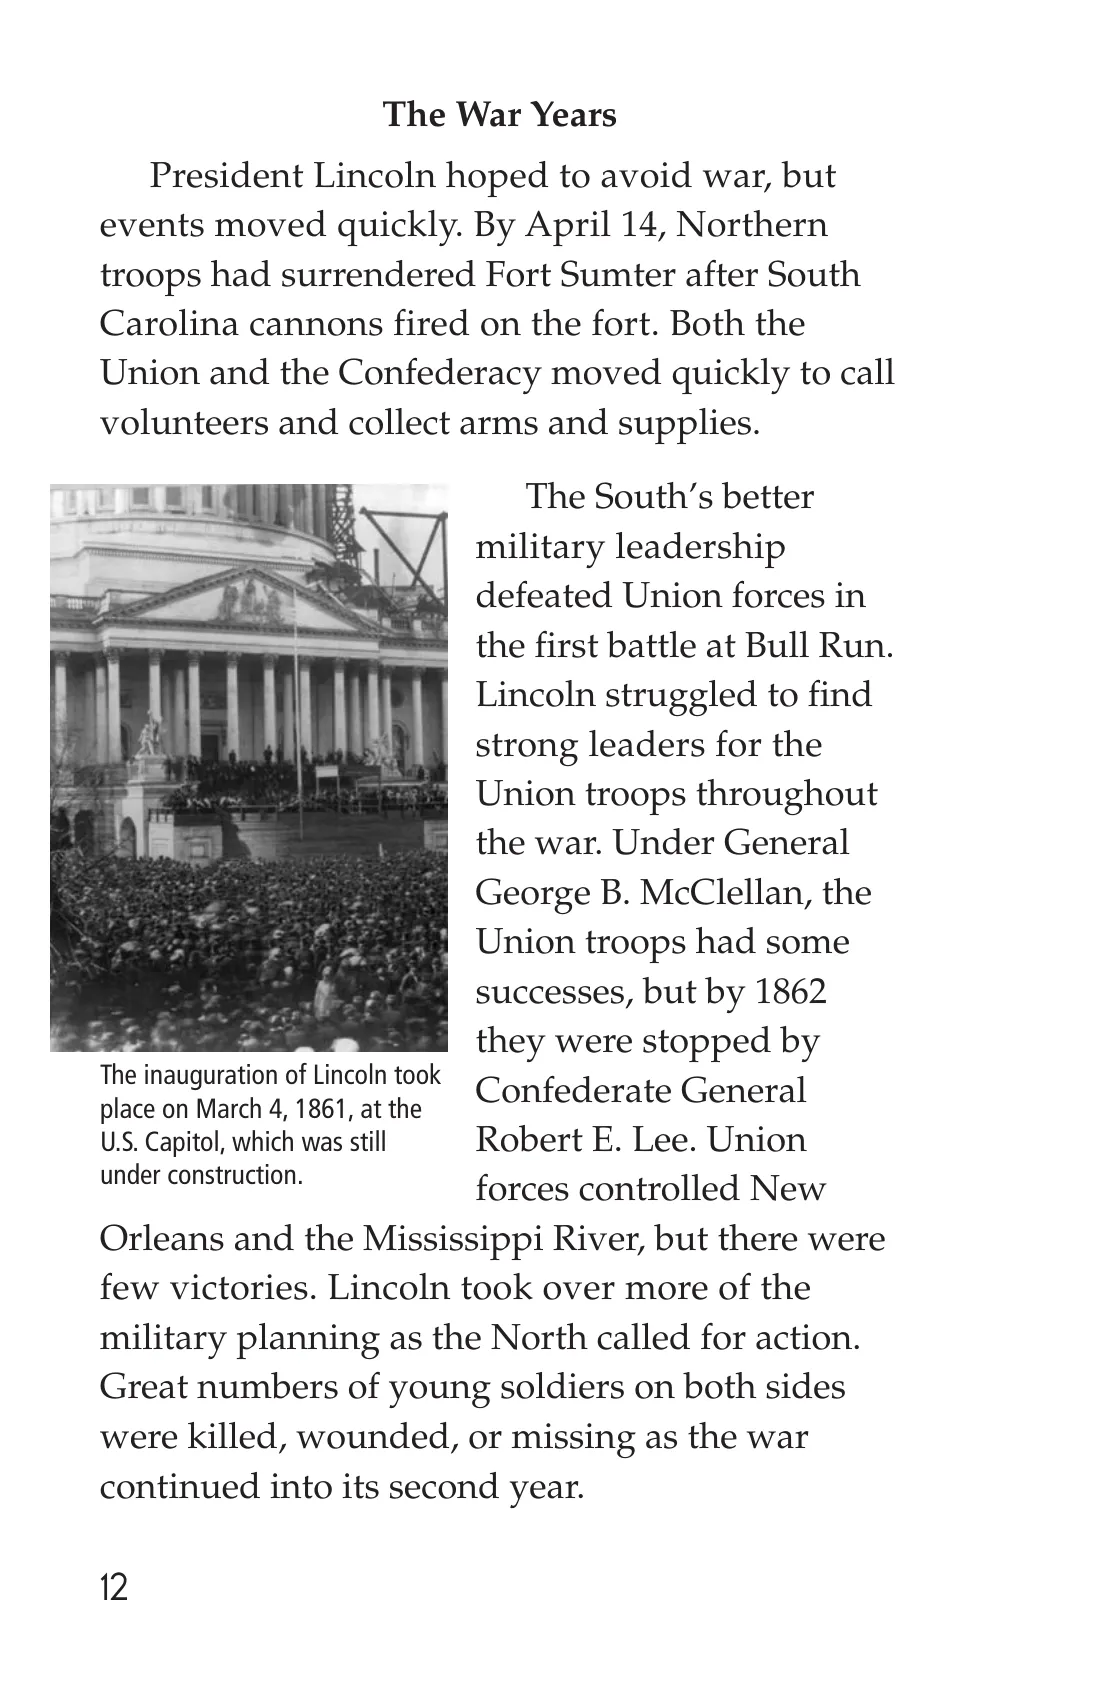 The War Years
President Lincoln hoped to avoid war, but
events moved quickly. By April 14, Northern
troops had surrendered Fort Sumter after South
Carolina cannons fired on the fort. Both the
Union and the Confederacy moved quickly to call
volunteers and collect arms and supplies.
The South’s better
military leadership
defeated Union forces in
the first battle at Bull Run.
Lincoln struggled to find
strong leaders for the
Union troops throughout
the war. Under General
George B. McClellan, the
Union troops had some
successes, but by 1862
they were stopped by
Confederate General
Robert E. Lee. Union
forces controlled New
Orleans and the Mississippi River, but there were
few victories. Lincoln took over more of the
military planning as the North called for action.
Great numbers of young soldiers on both sides
were killed, wounded, or missing as the war
continued into its second year.
The inauguration of Lincoln took
place on March 4, 1861, at the
U.S. Capitol, which was still
under construction.
12